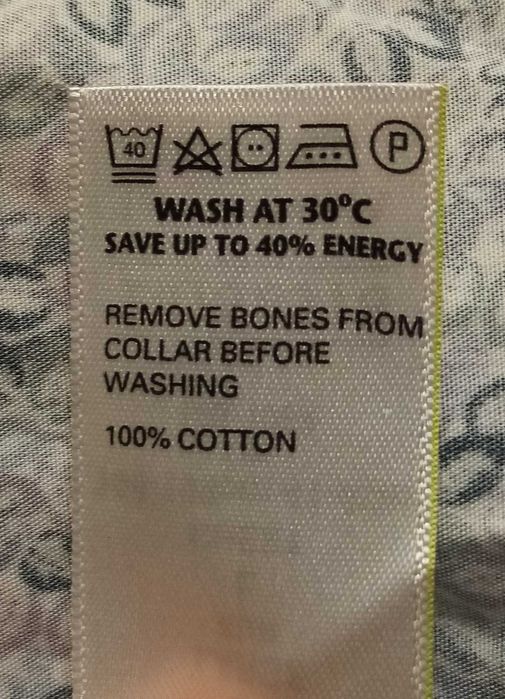 40 P
WASH AT 30°C
SAVE UP TO 40% ENERGY
REMOVE BONES FROM
COLLAR BEFORE
WASHING
100% COTTON